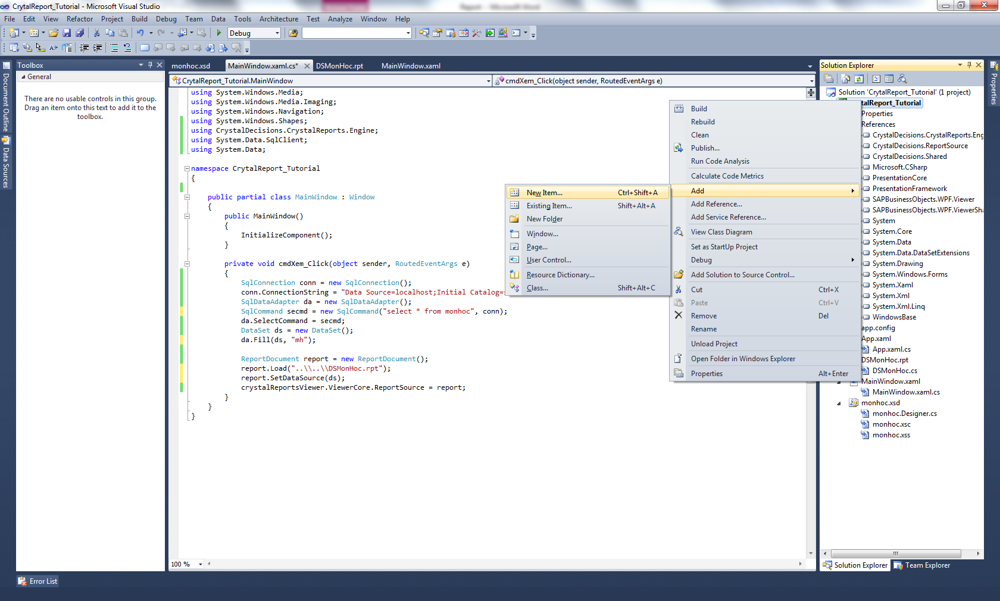 CrytalReport_Tutorial - Microsoft Visual Studio
File Edit View Refactor Project Build Debug Team Data Tools Architecture Test Analyze Window Help
Debug
Document Outline
Data Sources
Toolbox
General
There are no usable controls in this group.
Drag an item onto this text to add it to the
toolbox.
monhoc.xsd MainWindow.xaml.cs* DSMonHoc.rpt MainWindow.xaml
CrytalReport_Tutorial.MainWindow cmdXem_Click(object sender, RoutedEventArgs e)
using System.Windows.Media;
using System.Windows.Media.Imaging;
using System.Windows.Navigation;
using System.Windows.Shapes;
using CrystalDecisions.CrystalReports.Engine;
using System.Data.SqlClient;
using System.Data;
namespace CrytalReport_Tutorial
{
public partial class MainWindow : Window
{
public MainWindow()
{
InitializeComponent();
}
private void cmdXem_Click(object sender, RoutedEventArgs e)
{
SqlConnection conn = new SqlConnection();
conn.ConnectionString = "Data Source=localhost;Initial Catalog=
SqlDataAdapter da = new SqlDataAdapter();
SqlCommand secmd = new SqlCommand("select * from monhoc", conn);
da.SelectCommand = secmd;
DataSet ds = new DataSet();
da.Fill(ds, "mh");
ReportDocument report = new ReportDocument();
report.Load("..\\..\\DSMonHoc.rpt");
report.SetDataSource(ds);
crystalReportsViewer.ViewerCore.ReportSource = report;
}
}
}
100 %
New Item... Ctrl+Shift+A
Existing Item... Shift+Alt+A
New Folder
Window...
Page...
User Control...
Resource Dictionary...
Class... Shift+Alt+C
Build
Rebuild
Clean
Publish...
Run Code Analysis
Calculate Code Metrics
Add
Add Reference...
Add Service Reference...
View Class Diagram
Set as StartUp Project
Debug
Add Solution to Source Control...
Cut Ctrl+X
Paste Ctrl+V
Remove Del
Rename
Unload Project
Open Folder in Windows Explorer
Properties Alt+Enter
Solution Explorer
Solution 'CrytalReport_Tutorial' (1 project)
talReport_Tutorial
Properties
References
CrystalDecisions.CrystalReports.Eng
CrystalDecisions.ReportSource
CrystalDecisions.Shared
Microsoft.CSharp
PresentationCore
PresentationFramework
SAPBusinessObjects.WPF.Viewer
SAPBusinessObjects.WPF.ViewerSha
System
System.Core
System.Data
System.Data.DataSetExtensions
System.Drawing
System.Windows.Forms
System.Xaml
System.Xml
System.Xml.Linq
WindowsBase
app.config
App.xaml
App.xaml.cs
DSMonHoc.rpt
DSMonHoc.cs
MainWindow.xaml
MainWindow.xaml.cs
monhoc.xsd
monhoc.Designer.cs
monhoc.xsc
monhoc.xss
Solution Explorer Team Explorer
Properties
Error List